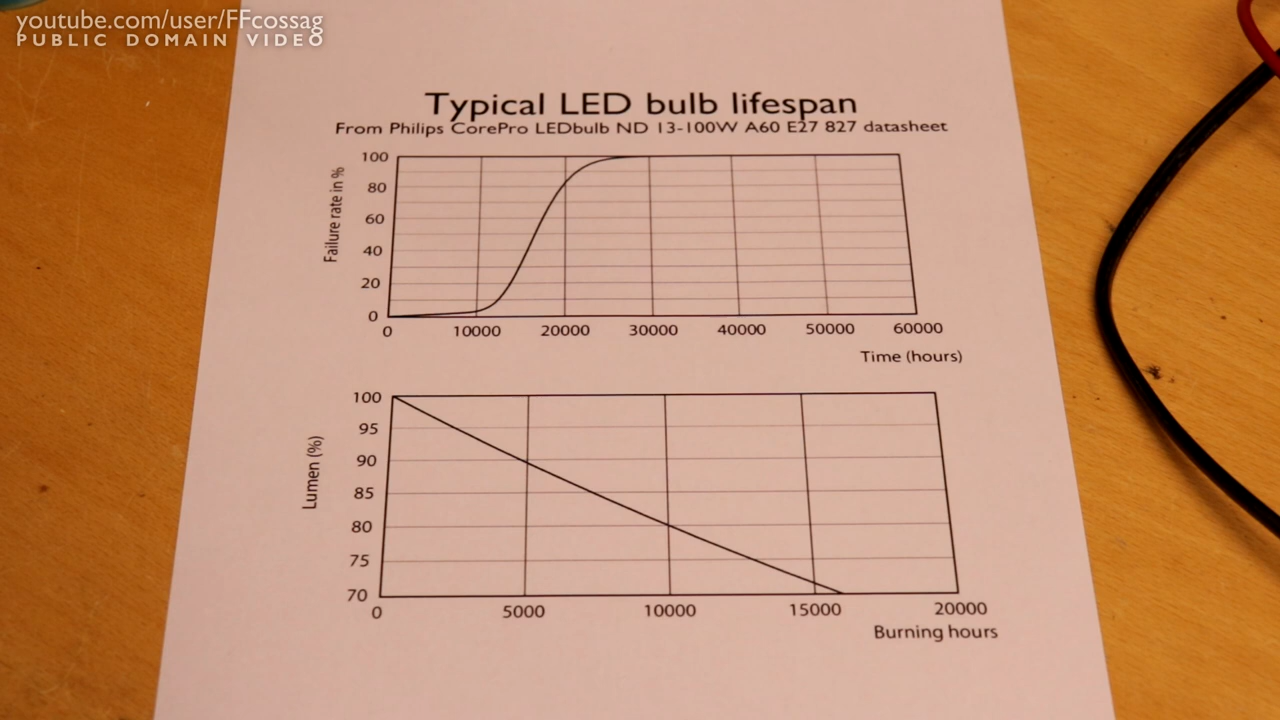 youtube.com/user/FFcossag
PUBLIC DOMAIN VIDEO
Typical LED bulb lifespan
From Philips CorePro LEDbulb ND 13-100W A60 E27 827 datasheet
Failure rate in %
100
80
60
40
20
0
0 10000 20000 30000 40000 50000 60000
Time (hours)
Lumen (%)
100
95
90
85
80
75
70
0 5000 10000 15000 20000
Burning hours